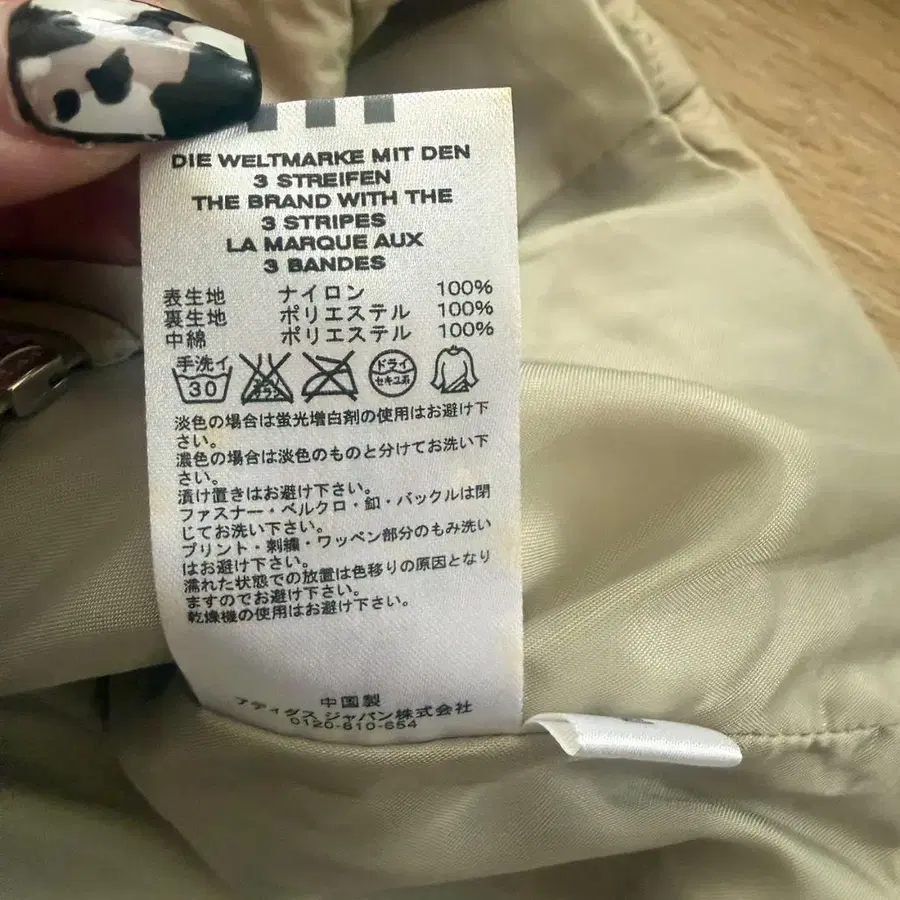 DIE WELTMARKE MIT DEN
3 STREIFEN
THE BRAND WITH THE
3 STRIPES
LA MARQUE AUX
3 BANDES
表生地 ナイロン 100%
裏生地 ポリエステル 100%
中綿 ポリエステル 100%
手洗イ
30 ドライ
セキユ系
淡色の場合は蛍光増白剤の使用はお避け下
さい。
濃色の場合は淡色のものと分けてお洗い下
さい。
漬け置きはお避け下さい。
ファスナー・ベルクロ・釦・バックルは閉
じてお洗い下さい。
プリント・刺繍・ワッペン部分のもみ洗い
はお避け下さい。
濡れた状態での放置は色移りの原因となり
ますのでお避け下さい。
乾燥機の使用はお避け下さい。
中国製
アディダス ジャパン株式会社
0120-810-654